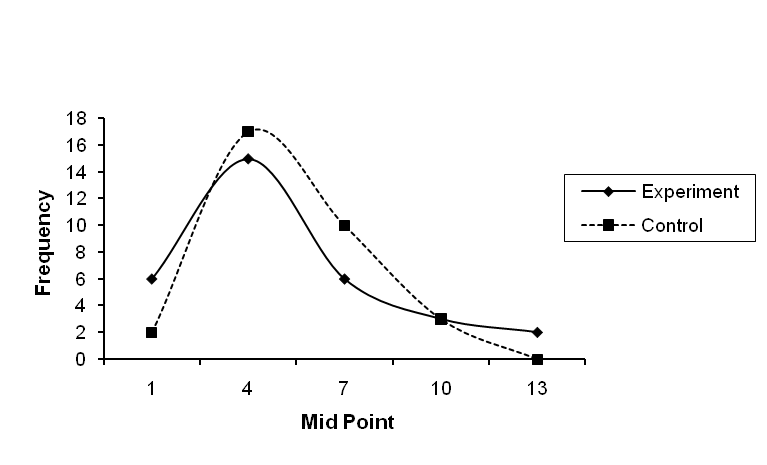 18
16
14
12
10
8
6
4
2
0
Frequency
1 4 7 10 13
Mid Point
Experiment
Control